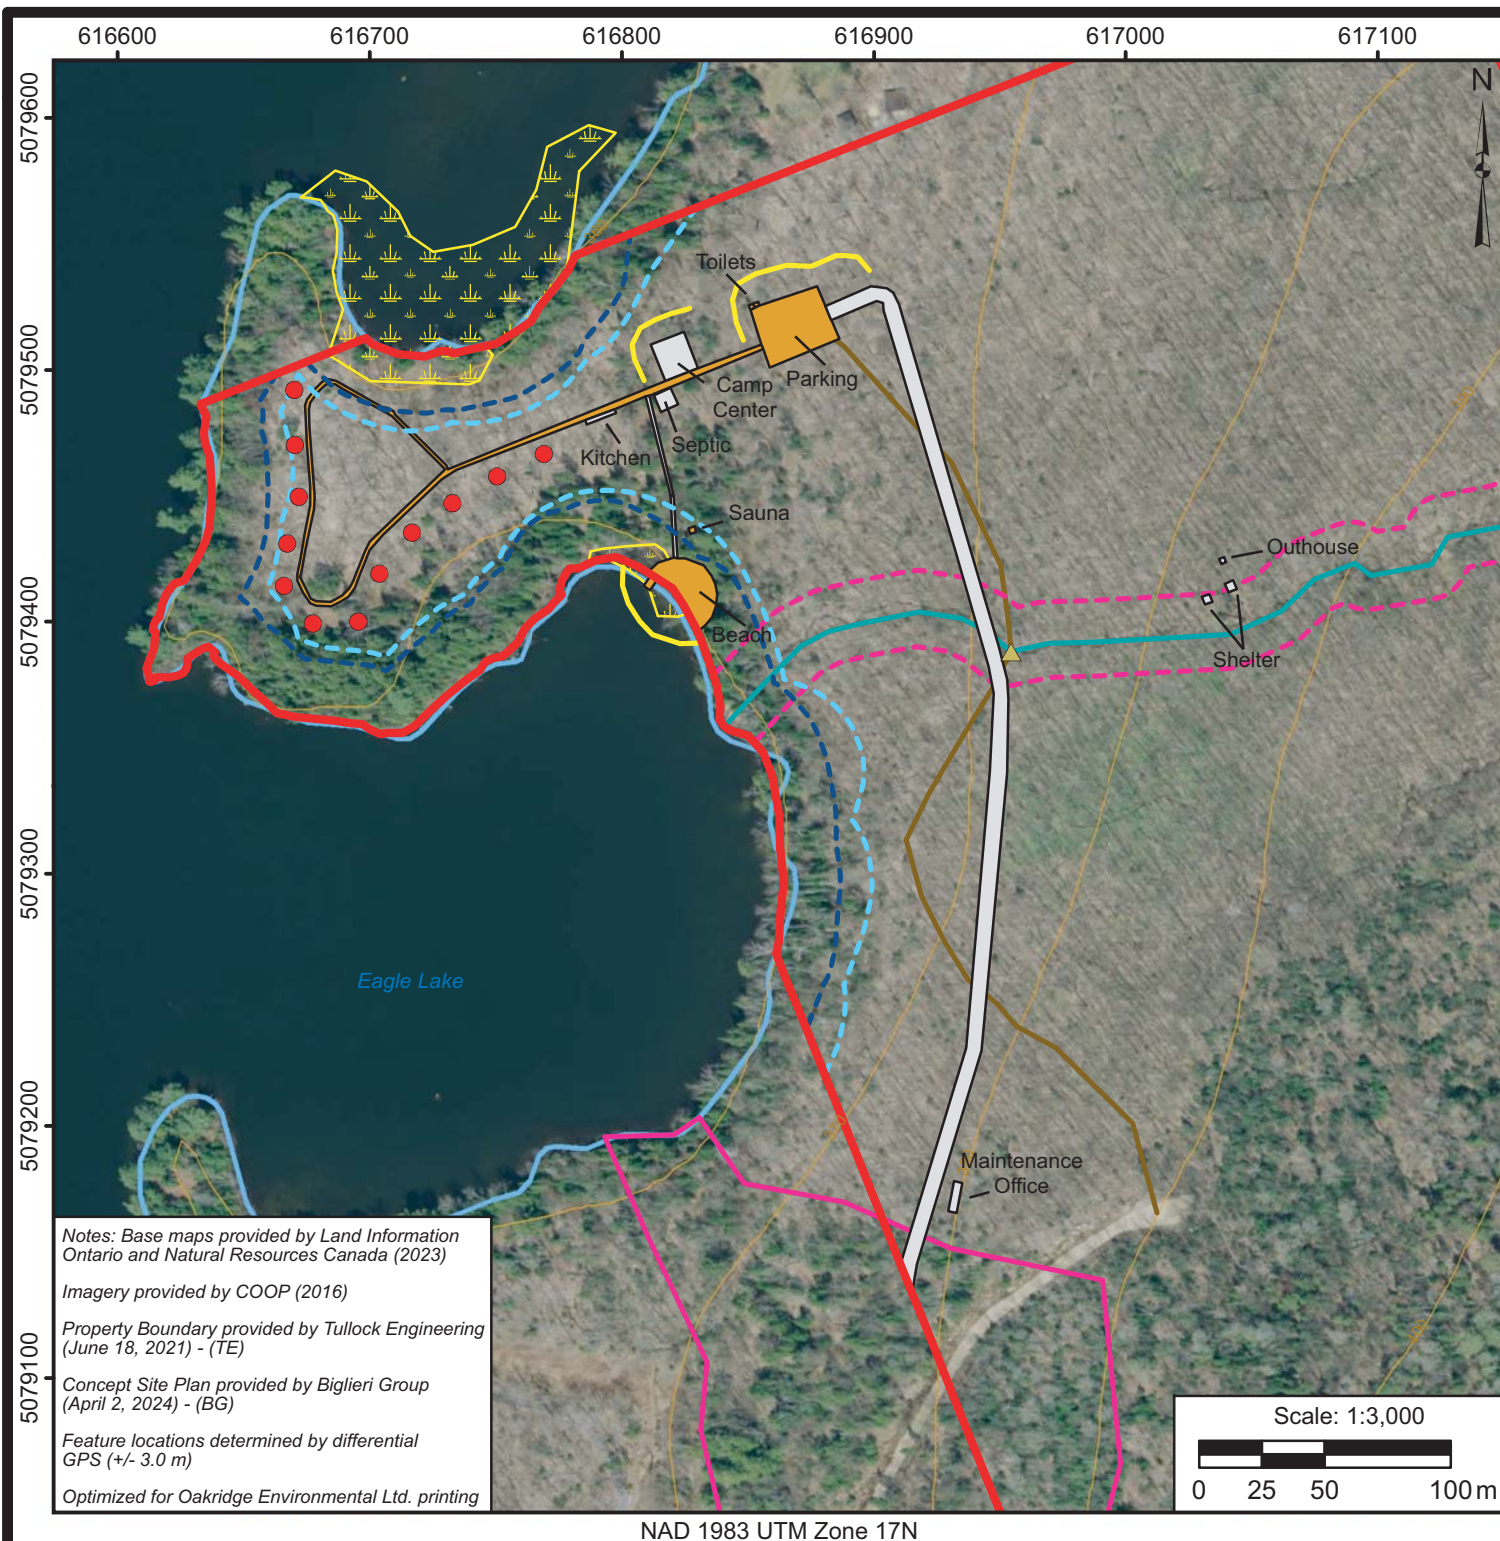 616600 616700 616800 616900 617000 617100
5079600
5079500
5079400
5079300
5079200
5079100
N
Toilets
Parking
Camp
Center
Septic
Kitchen
Sauna
Beach
Outhouse
Shelter
Eagle Lake
Maintenance
Office
Notes: Base maps provided by Land Information
Ontario and Natural Resources Canada (2023)
Imagery provided by COOP (2016)
Property Boundary provided by Tullock Engineering
(June 18, 2021) - (TE)
Concept Site Plan provided by Biglieri Group
(April 2, 2024) - (BG)
Feature locations determined by differential
GPS (+/- 3.0 m)
Optimized for Oakridge Environmental Ltd. printing
Scale: 1:3,000
0 25 50 100 m
NAD 1983 UTM Zone 17N